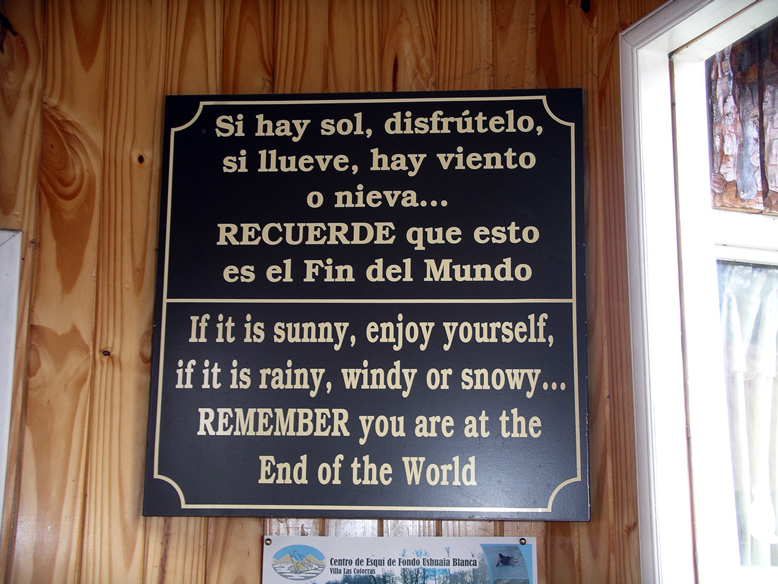 Si hay sol, disfrútelo,
si llueve, hay viento
o nieva...
RECUERDE que esto
es el Fin del Mundo
If it is sunny, enjoy yourself,
if it is rainy, windy or snowy...
REMEMBER you are at the
End of the World
Centro de Esquí de Fondo Ushuaia Blanca
Villa Las Cotorras